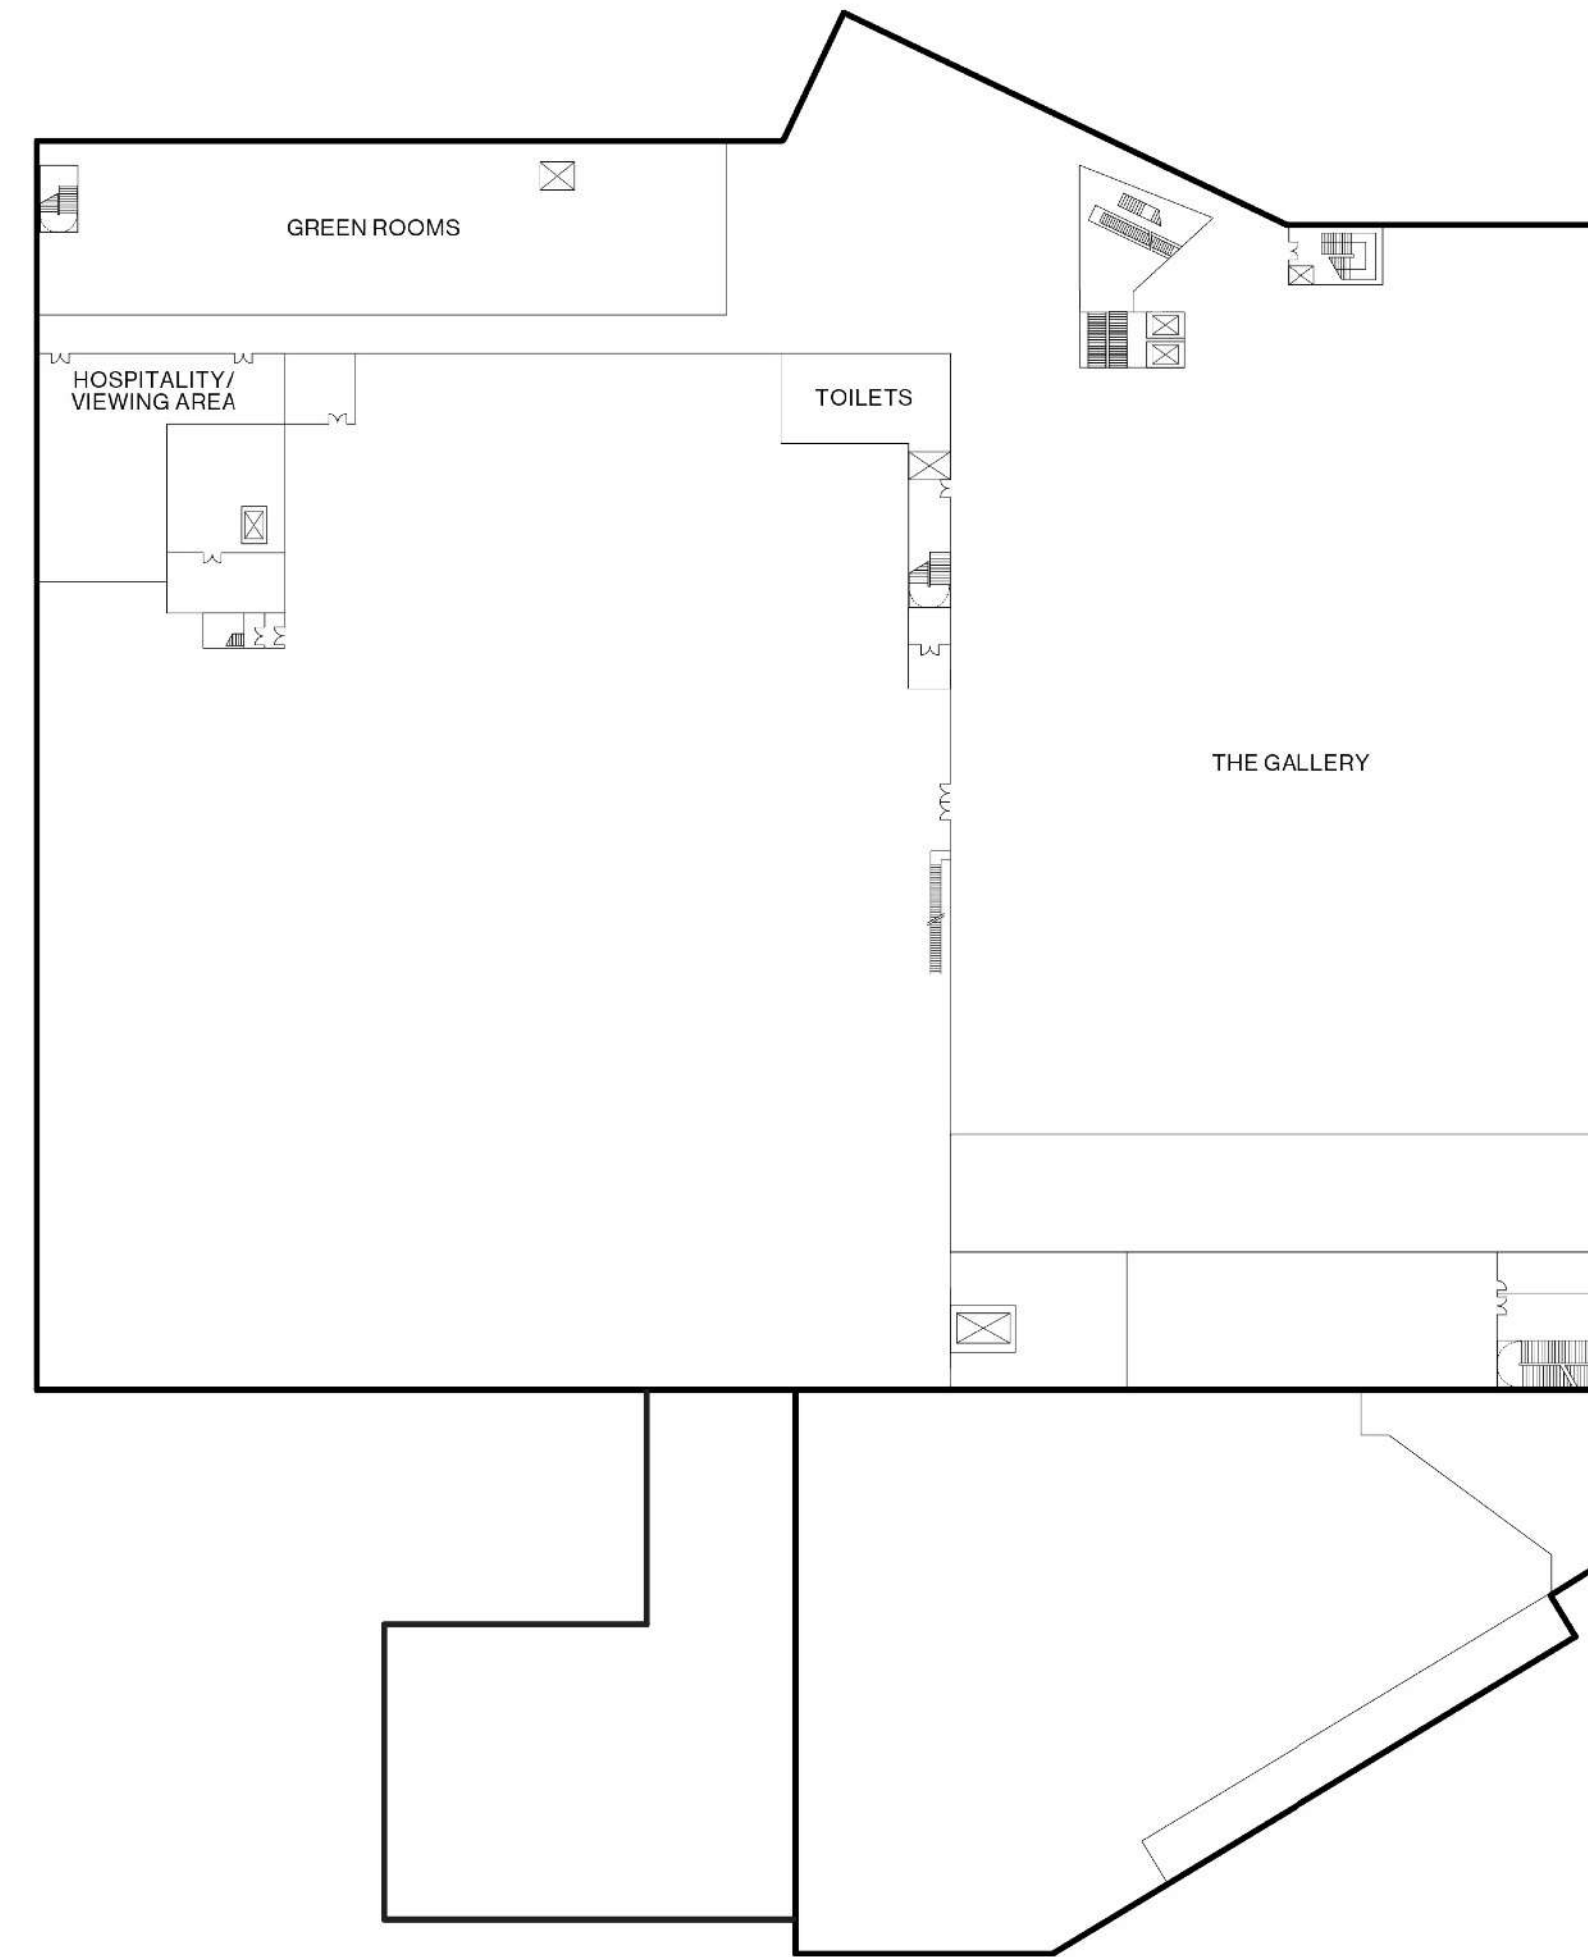 GREEN ROOMS
HOSPITALITY/
VIEWING AREA
TOILETS
THE GALLERY